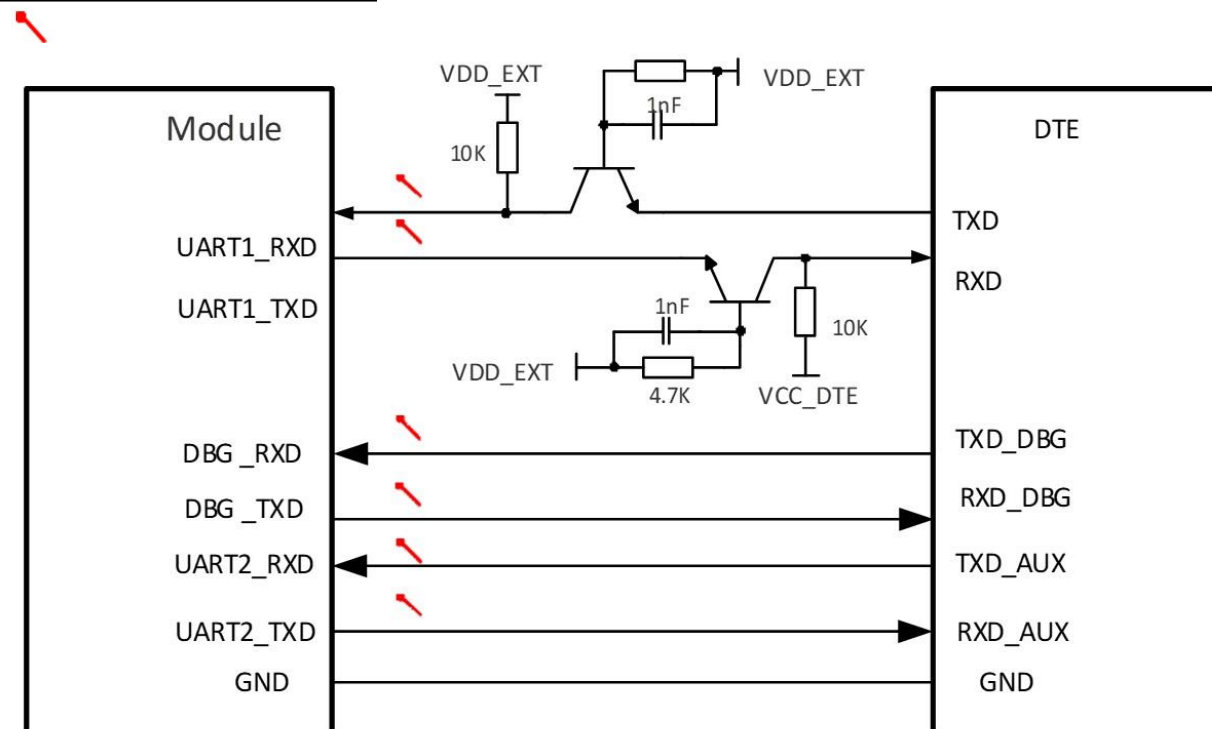 VDD_EXT
VDD_EXT
1nF
Module
DTE
10K
TXD
UART1_RXD
RXD
UART1_TXD
1nF
10K
VDD_EXT
4.7K
VCC_DTE
DBG _RXD
TXD_DBG
DBG _TXD
RXD_DBG
UART2_RXD
TXD_AUX
UART2_TXD
RXD_AUX
GND
GND